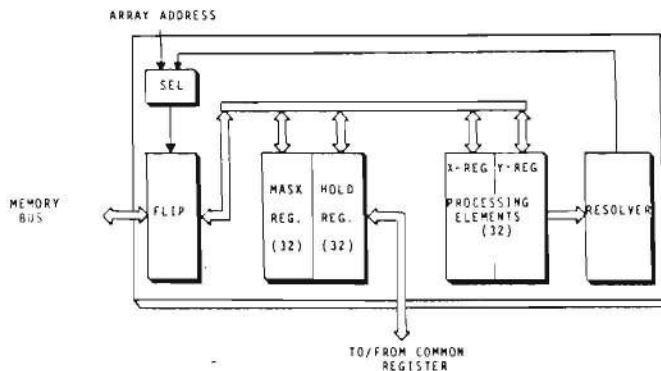 ARRAY ADDRESS
SEL
MEMORY
BUS
FLIP
MASK
REG.
(32)
HOLD
REG.
(32)
X-REG
Y-REG
PROCESSING
ELEMENTS
(32)
RESOLVER
TO/FROM COMMON
REGISTER